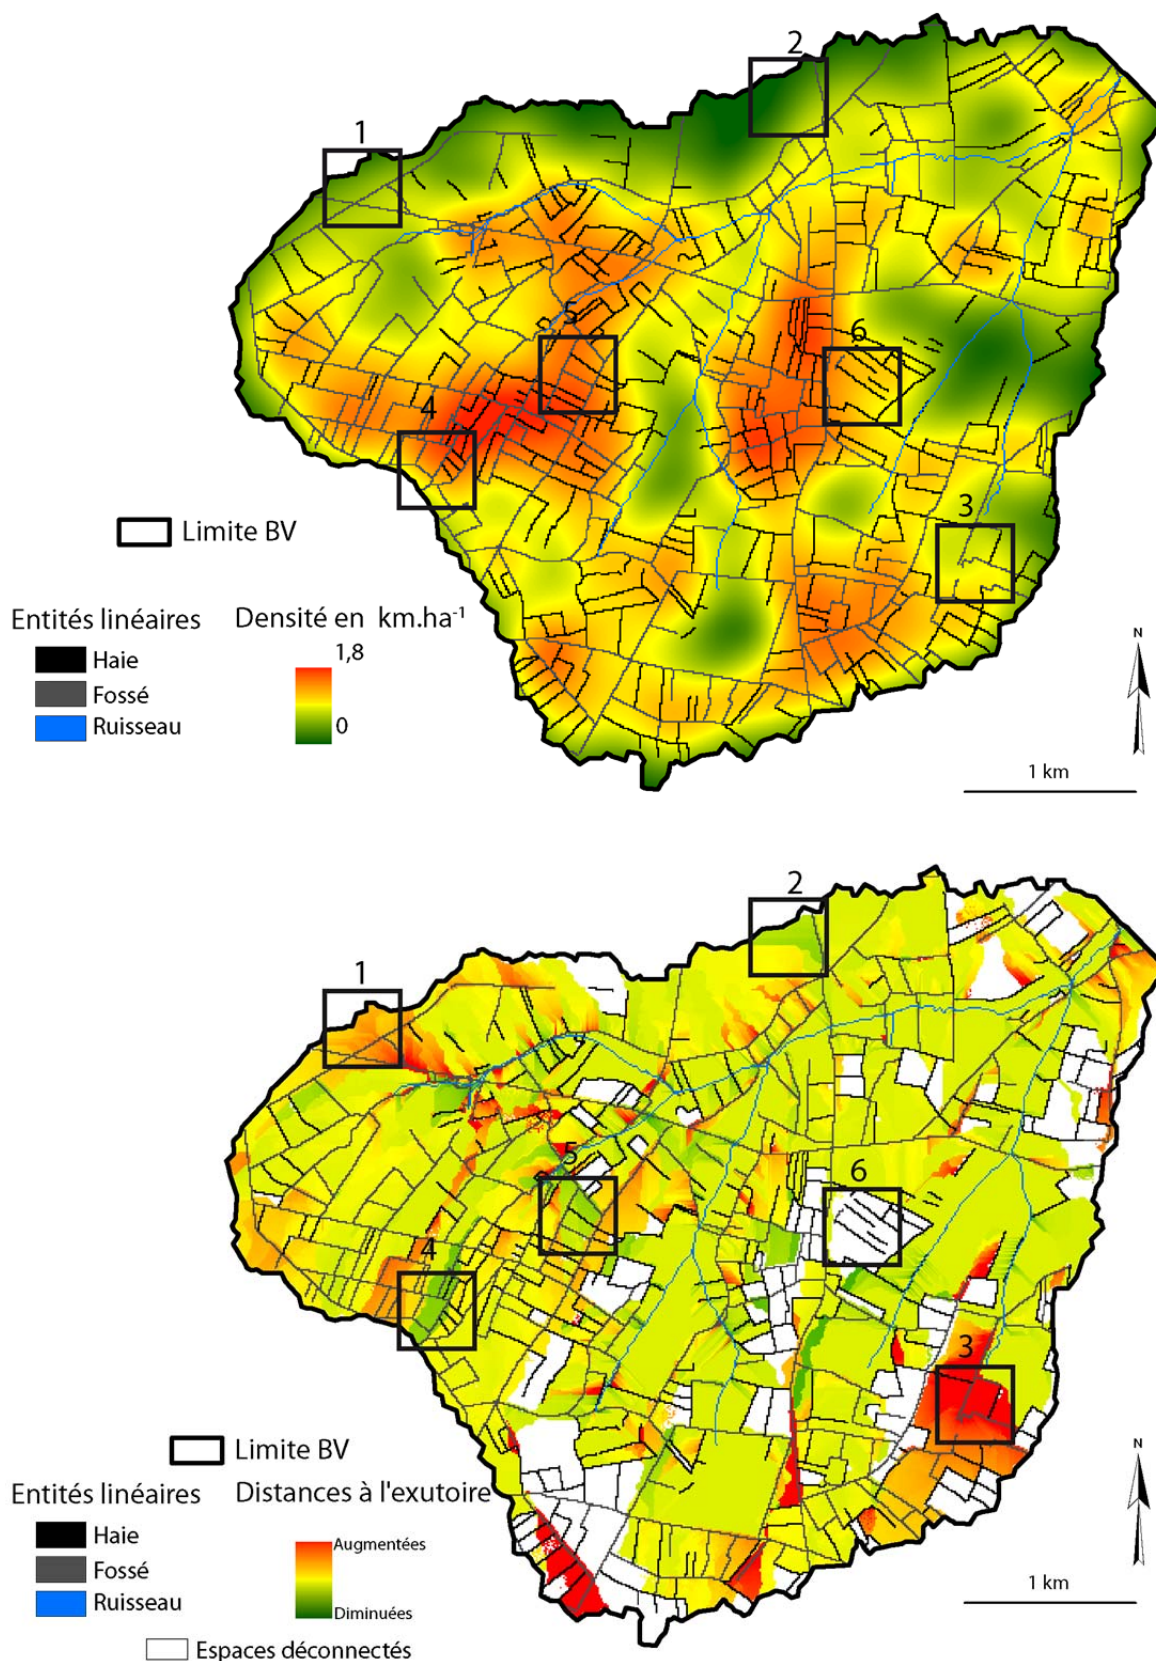 2
1
5
6
4
3
Limite BV
Entités linéaires
Haie
Fossé
Ruisseau
Densité en km.ha⁻¹
1,8
0
N
1 km
2
1
5
6
4
3
Limite BV
Entités linéaires
Haie
Fossé
Ruisseau
Distances à l'exutoire
Augmentées
Diminuées
Espaces déconnectés
N
1 km